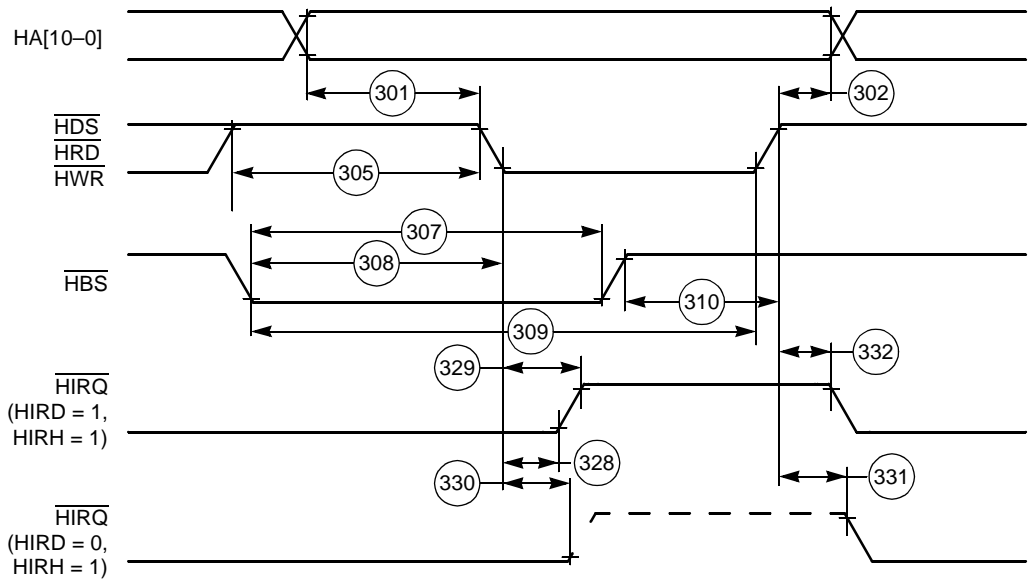 HA[10–0]
301
302
HDS
HRD
HWR
305
307
308
HBS
310
309
329
332
HIRQ
(HIRD = 1,
HIRH = 1)
328
330
331
HIRQ
(HIRD = 0,
HIRH = 1)